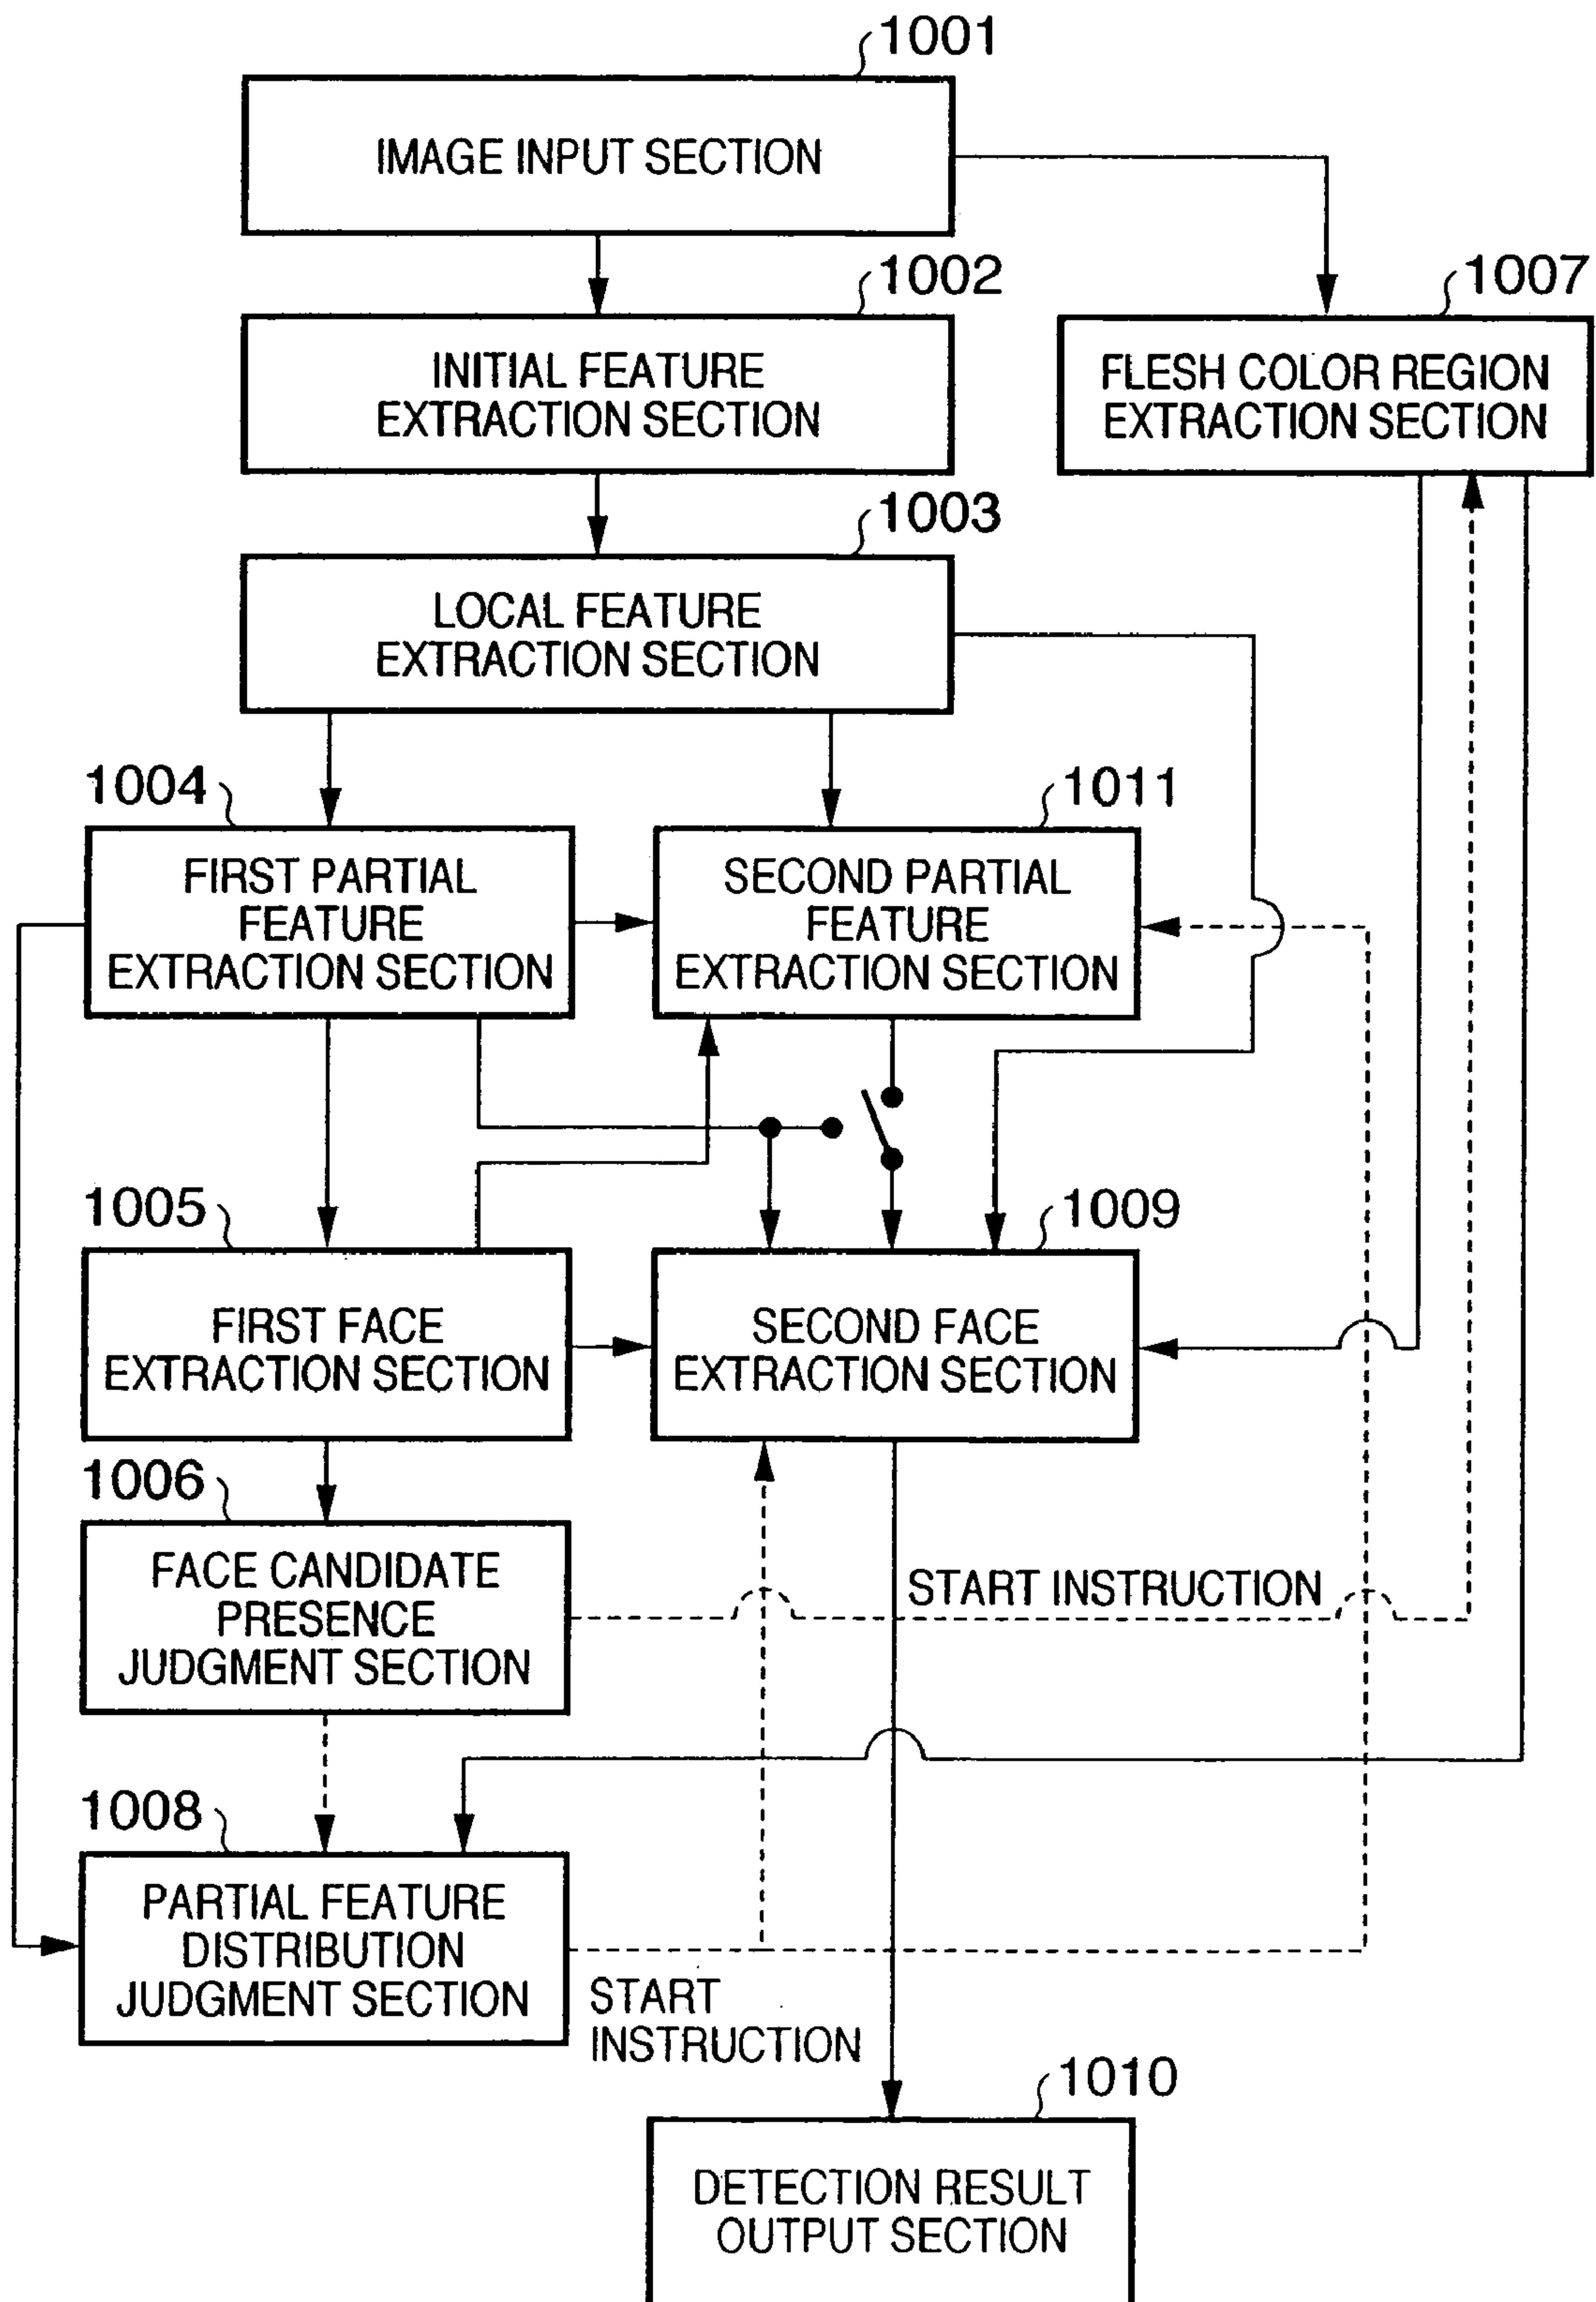 1001
IMAGE INPUT SECTION
1002
INITIAL FEATURE
EXTRACTION SECTION
1007
FLESH COLOR REGION
EXTRACTION SECTION
1003
LOCAL FEATURE
EXTRACTION SECTION
1004
FIRST PARTIAL
FEATURE
EXTRACTION SECTION
1011
SECOND PARTIAL
FEATURE
EXTRACTION SECTION
1005
FIRST FACE
EXTRACTION SECTION
1009
SECOND FACE
EXTRACTION SECTION
1006
FACE CANDIDATE
PRESENCE
JUDGMENT SECTION
START INSTRUCTION
1008
PARTIAL FEATURE
DISTRIBUTION
JUDGMENT SECTION
START
INSTRUCTION
1010
DETECTION RESULT
OUTPUT SECTION